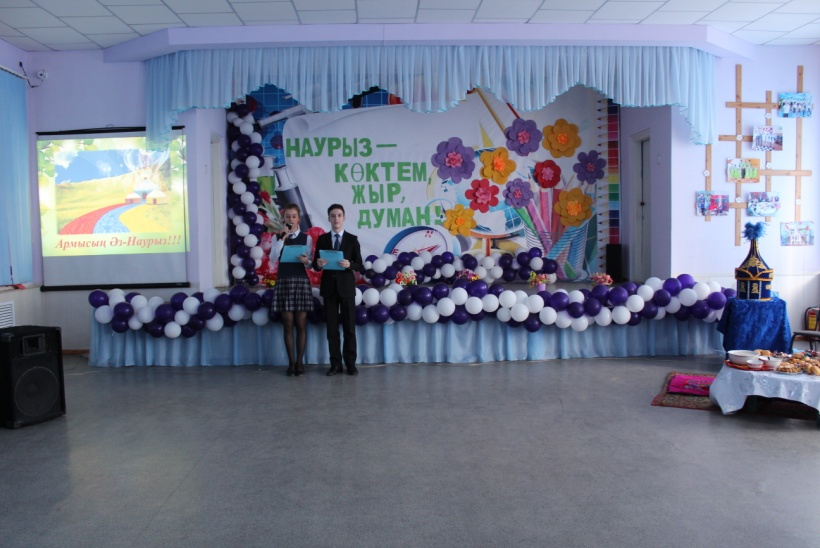 НАУРЫЗ —
КӨКТЕМ,
ЖЫР,
ДУМАН!
Армысың Әз-Наурыз!!!